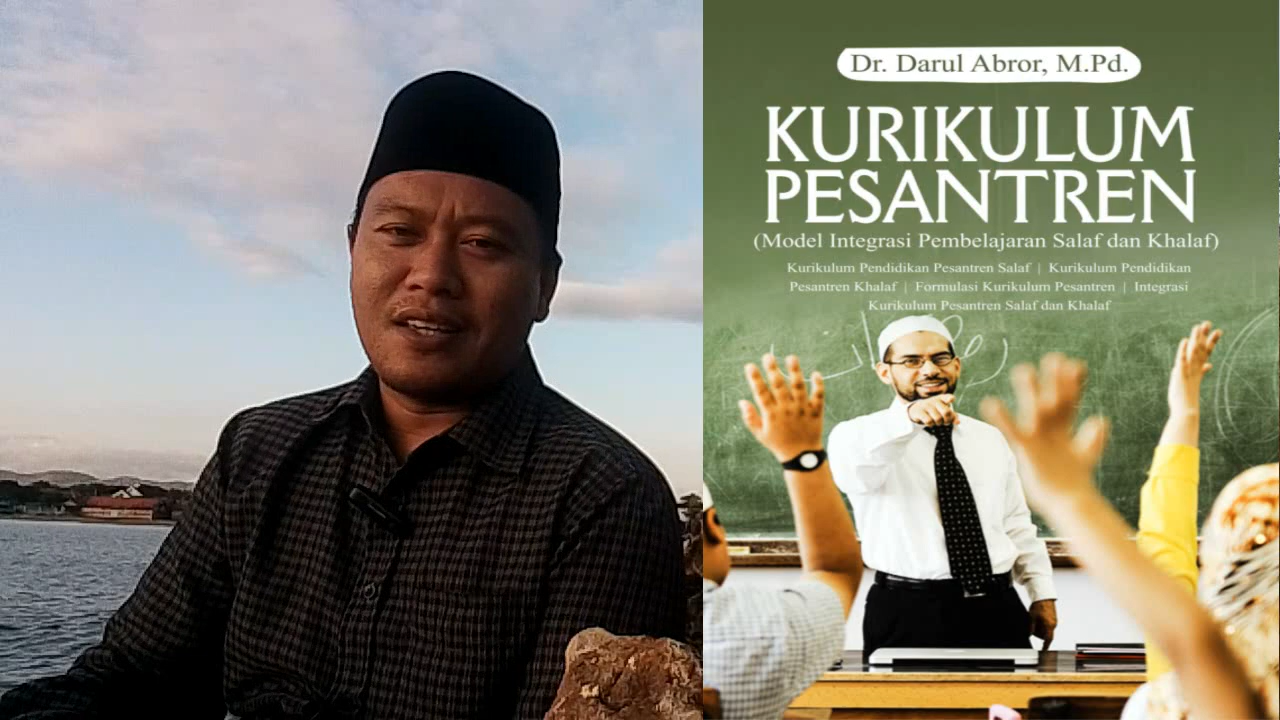 Dr. Darul Abror, M.Pd.
KURIKULUM
PESANTREN
(Model Integrasi Pembelajaran Salaf dan Khalaf)
Kurikulum Pendidikan Pesantren Salaf | Kurikulum Pendidikan
Pesantren Khalaf | Formulasi Kurikulum Pesantren | Integrasi
Kurikulum Pesantren Salaf dan Khalaf